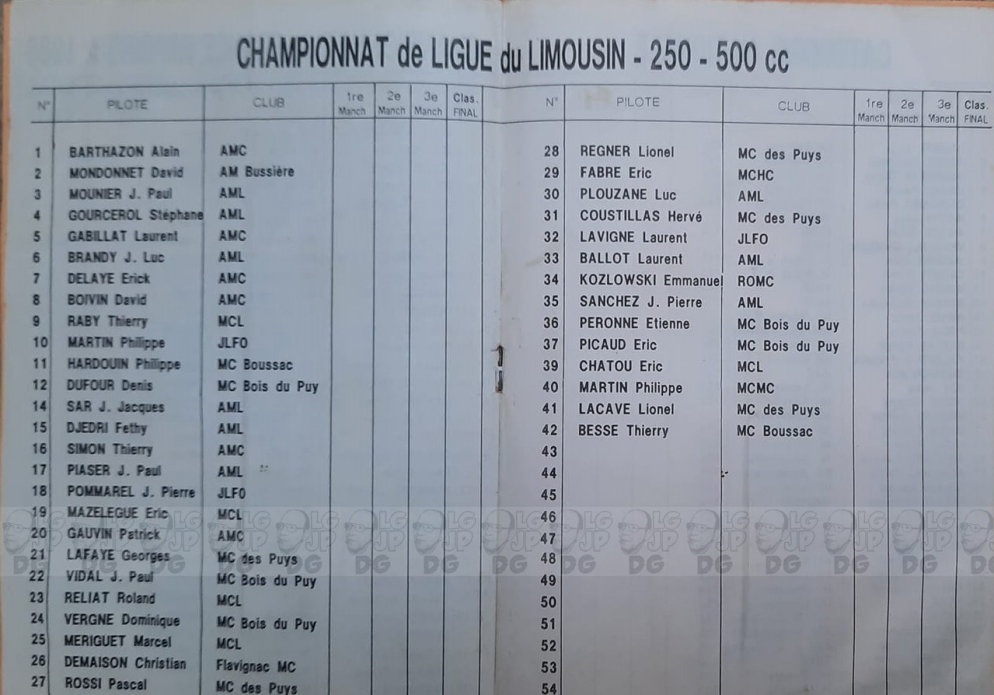 CHAMPIONNAT de LIGUE du LIMOUSIN - 250 - 500 cc
N° PILOTE CLUB 1re Manch 2e Manch 3e Manch Clas. FINAL
1 BARTHAZON Alain AMC
2 MONDONNET David AM Bussière
3 MOUNIER J. Paul AML
4 GOURCEROL Stéphane AML
5 GABILLAT Laurent AMC
6 BRANDY J. Luc AML
7 DELAYE Erick AMC
8 BOIVIN David AMC
9 RABY Thierry MCL
10 MARTIN Philippe JLFO
11 HARDOUIN Philippe MC Boussac
12 DUFOUR Denis MC Bois du Puy
14 SAR J. Jacques AML
15 DJEDRI Fethy AML
16 SIMON Thierry AMC
17 PIASER J. Paul AML
18 POMMAREL J. Pierre JLFO
19 MAZELEGUE Eric MCL
20 GAUVIN Patrick AMC
21 LAFAYE Georges MC des Puys
22 VIDAL J. Paul MC Bois du Puy
23 RELIAT Roland MCL
24 VERGNE Dominique MC Bois du Puy
25 MERIGUET Marcel MCL
26 DEMAISON Christian Flavignac MC
27 ROSSI Pascal MC des Puys
N° PILOTE CLUB 1re Manch 2e Manch 3e Manch Clas. FINAL
28 REGNER Lionel MC des Puys
29 FABRE Eric MCHC
30 PLOUZANE Luc AML
31 COUSTILLAS Hervé MC des Puys
32 LAVIGNE Laurent JLFO
33 BALLOT Laurent AML
34 KOZLOWSKI Emmanuel ROMC
35 SANCHEZ J. Pierre AML
36 PERONNE Etienne MC Bois du Puy
37 PICAUD Eric MC Bois du Puy
39 CHATOU Eric MCL
40 MARTIN Philippe MCMC
41 LACAVE Lionel MC des Puys
42 BESSE Thierry MC Boussac
43
44
45
46
47
48
49
50
51
52
53
54